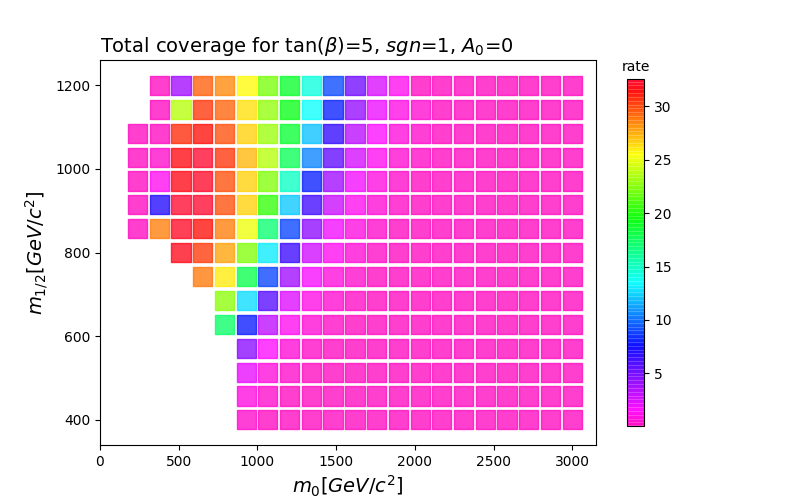 Total coverage for tan(β)=5, sgn=1, A₀=0
rate
1200
1000
800
600
400
m₁/₂[GeV/c²]
30
25
20
15
10
5
0 500 1000 1500 2000 2500 3000
m₀[GeV/c²]